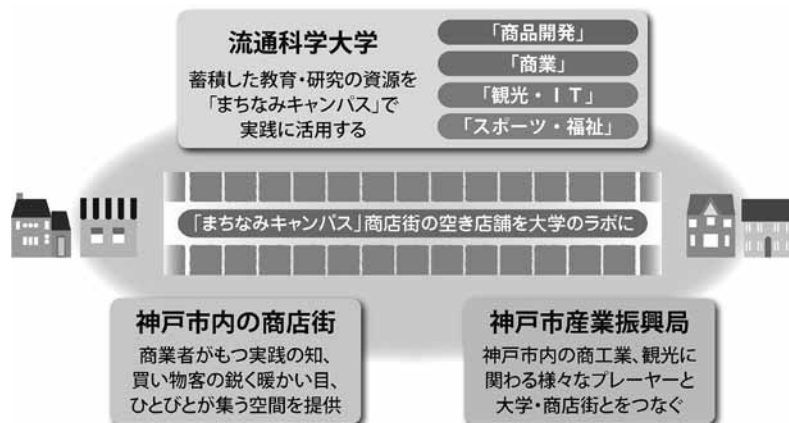 流通科学大学
蓄積した教育・研究の資源を
「まちなみキャンパス」で
実践に活用する
「商品開発」
「商業」
「観光・ＩＴ」
「スポーツ・福祉」
「まちなみキャンパス」商店街の空き店舗を大学のラボに
神戸市内の商店街
商業者がもつ実践の知、
買い物客の鋭く暖かい目、
ひとびとが集う空間を提供
神戸市産業振興局
神戸市内の商工業、観光に
関わる様々なプレーヤーと
大学・商店街とをつなぐ